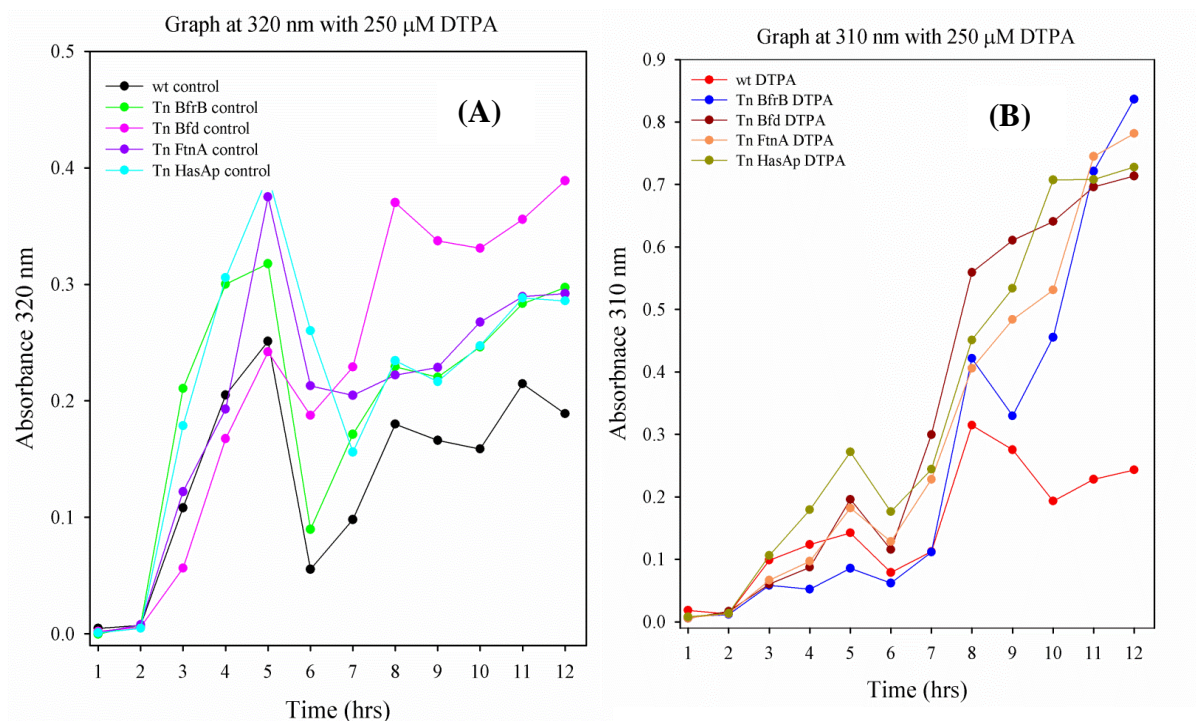 Graph at 320 nm with 250 μM DTPA
(A)
wt control
Tn BfrB control
Tn Bfd control
Tn FtnA control
Tn HasAp control
Absorbance 320 nm
0.5
0.4
0.3
0.2
0.1
0.0
1 2 3 4 5 6 7 8 9 10 11 12
Time (hrs)
Graph at 310 nm with 250 μM DTPA
(B)
wt DTPA
Tn BfrB DTPA
Tn Bfd DTPA
Tn FtnA DTPA
Tn HasAp DTPA
Absorbnace 310 nm
0.9
0.8
0.7
0.6
0.5
0.4
0.3
0.2
0.1
0.0
1 2 3 4 5 6 7 8 9 10 11 12
Time (hrs)